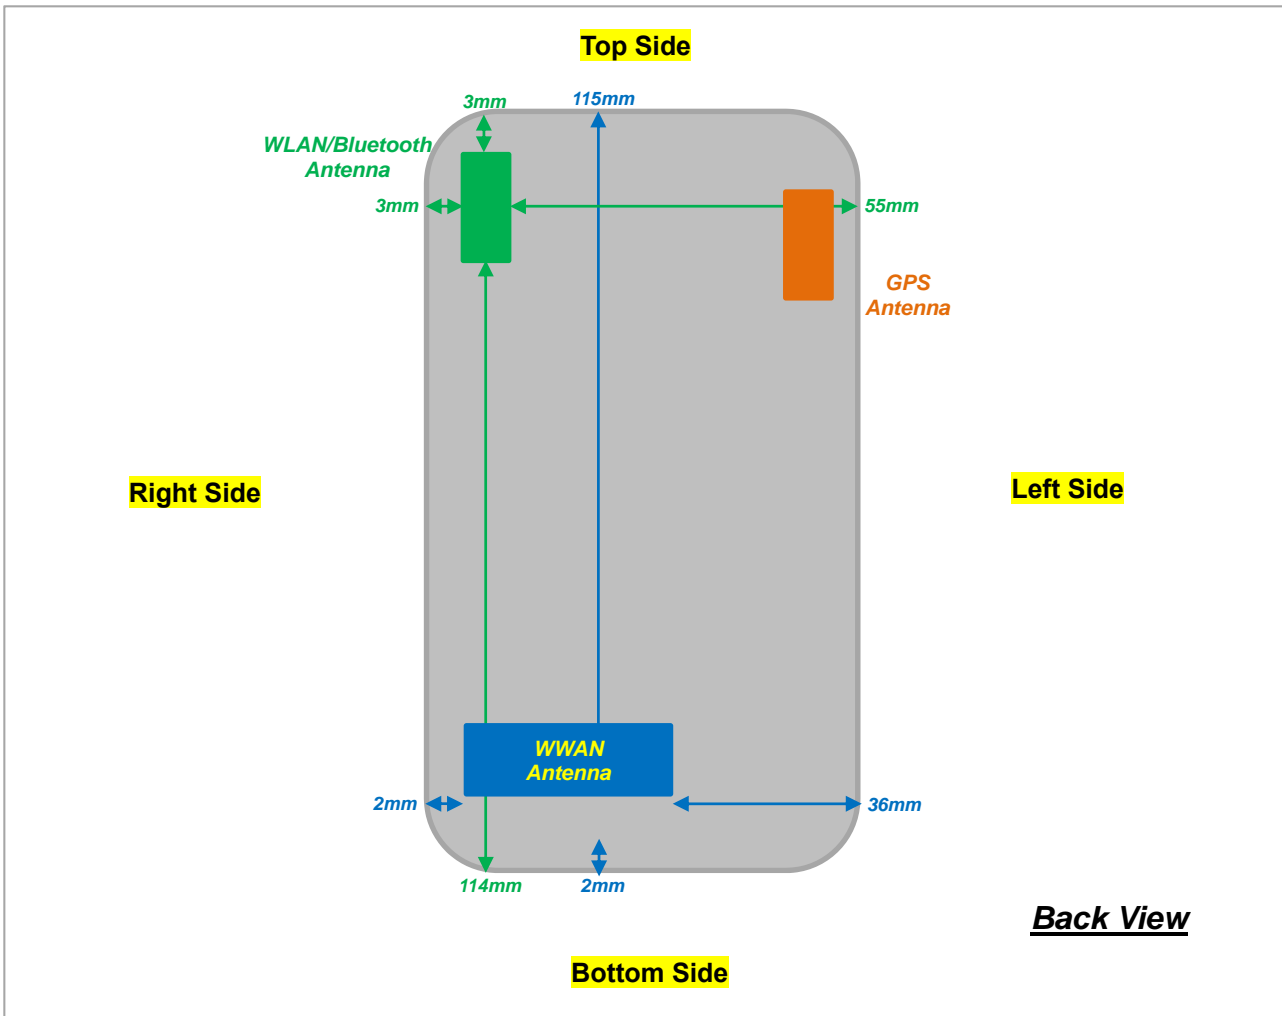 Top Side
3mm
115mm
WLAN/Bluetooth
Antenna
3mm
55mm
GPS
Antenna
Right Side
Left Side
WWAN
Antenna
2mm
36mm
114mm
2mm
Back View
Bottom Side